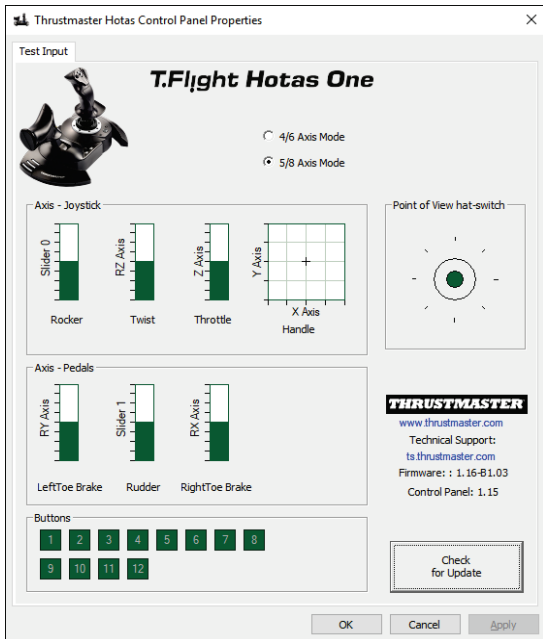 Thrustmaster Hotas Control Panel Properties
Test Input
T.Flight Hotas One
4/6 Axis Mode
5/8 Axis Mode
Axis - Joystick
Slider 0
RZ Axis
Z Axis
Y Axis
X Axis
Rocker
Twist
Throttle
Handle
Point of View hat-switch
Axis - Pedals
RY Axis
Slider 1
RX Axis
LeftToe Brake
Rudder
RightToe Brake
THRUSTMASTER
www.thrustmaster.com
Technical Support:
ts.thrustmaster.com
Firmware: : 1.16-B1.03
Control Panel: 1.15
Buttons
1 2 3 4 5 6 7 8
9 10 11 12
Check
for Update
OK Cancel Apply